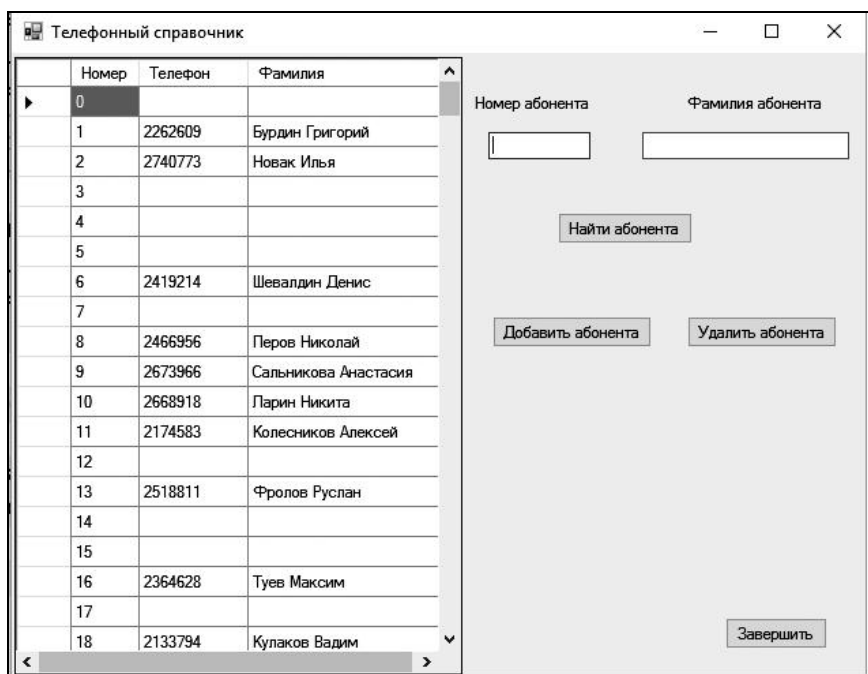 Телефонный справочник
Номер Телефон Фамилия
0
1 2262609 Бурдин Григорий
2 2740773 Новак Илья
3
4
5
6 2419214 Шевалдин Денис
7
8 2466956 Перов Николай
9 2673966 Сальникова Анастасия
10 2668918 Ларин Никита
11 2174583 Колесников Алексей
12
13 2518811 Фролов Руслан
14
15
16 2364628 Туев Максим
17
18 2133794 Кулаков Вадим
Номер абонента Фамилия абонента
Найти абонента
Добавить абонента Удалить абонента
Завершить